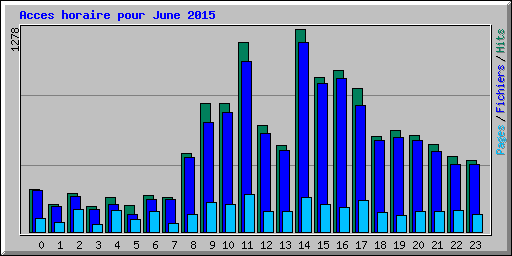 Acces horaire pour June 2015
1278
Pages / Fichiers / Hits
0 1 2 3 4 5 6 7 8 9 10 11 12 13 14 15 16 17 18 19 20 21 22 23